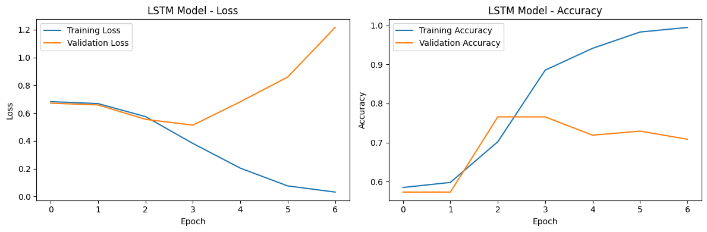 LSTM Model - Loss
Training Loss
Validation Loss
Loss
1.2
1.0
0.8
0.6
0.4
0.2
0.0
0 1 2 3 4 5 6
Epoch
LSTM Model - Accuracy
Training Accuracy
Validation Accuracy
Accuracy
1.0
0.9
0.8
0.7
0.6
0 1 2 3 4 5 6
Epoch